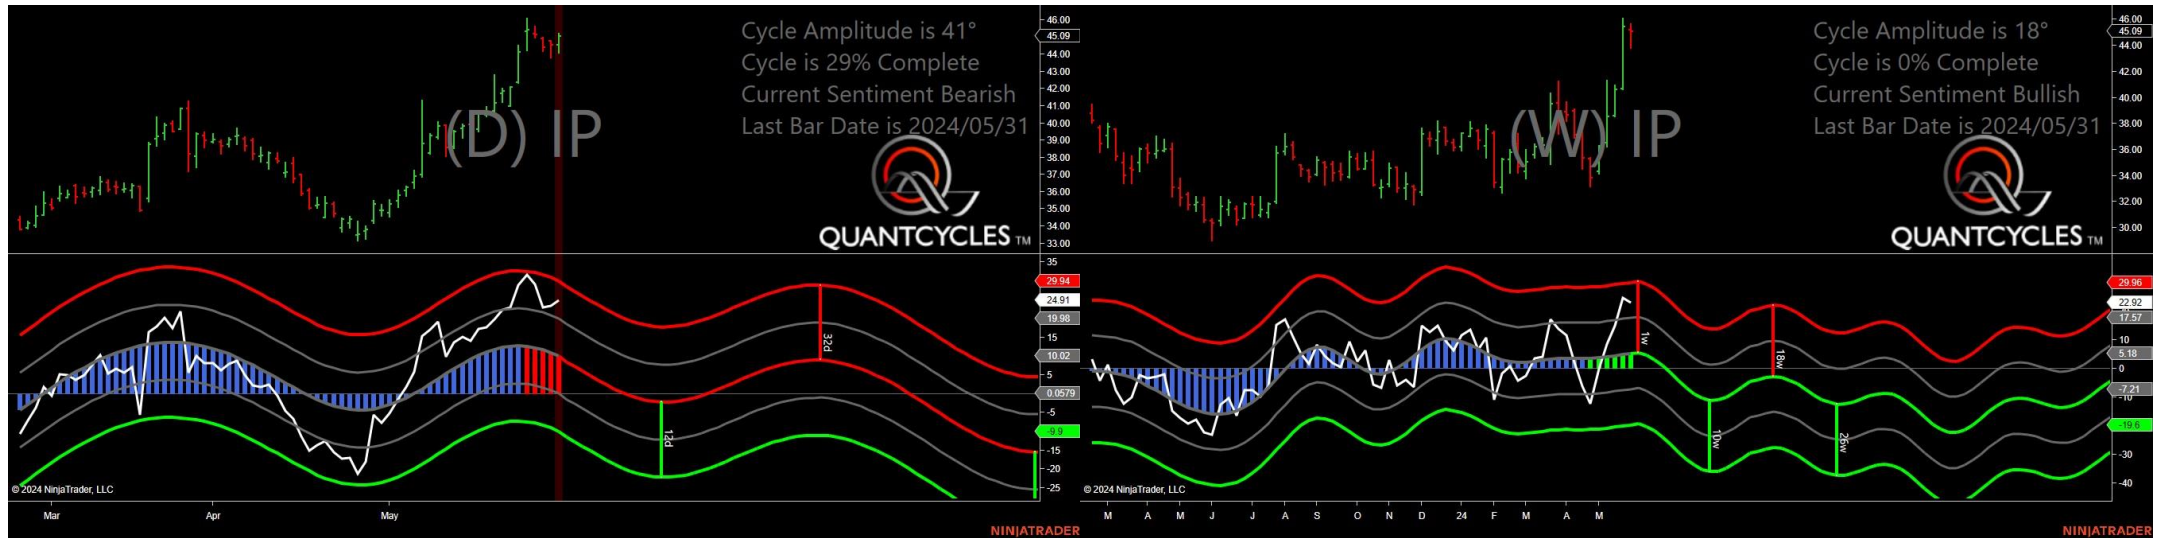 Cycle Amplitude is 41°
Cycle is 29% Complete
Current Sentiment Bearish
Last Bar Date is 2024/05/31
(D) IP
QUANTCYCLES TM
46.00
45.09
44.00
43.00
42.00
41.00
40.00
39.00
38.00
37.00
36.00
35.00
34.00
33.00
35
29.94
24.91
19.98
15
10.02
5
0.0579
-5
-9.9
-15
-20
-25
32d
12d
© 2024 NinjaTrader, LLC
Mar
Apr
May
NINJATRADER
Cycle Amplitude is 18°
Cycle is 0% Complete
Current Sentiment Bullish
Last Bar Date is 2024/05/31
(W) IP
QUANTCYCLES TM
46.00
45.09
44.00
42.00
40.00
38.00
36.00
34.00
32.00
30.00
29.96
22.92
17.57
10
5.18
0
-7.21
-10
-19.6
-30
-40
1w
18w
10w
26w
© 2024 NinjaTrader, LLC
M A M J J A S O N D 24 F M A M
NINJATRADER